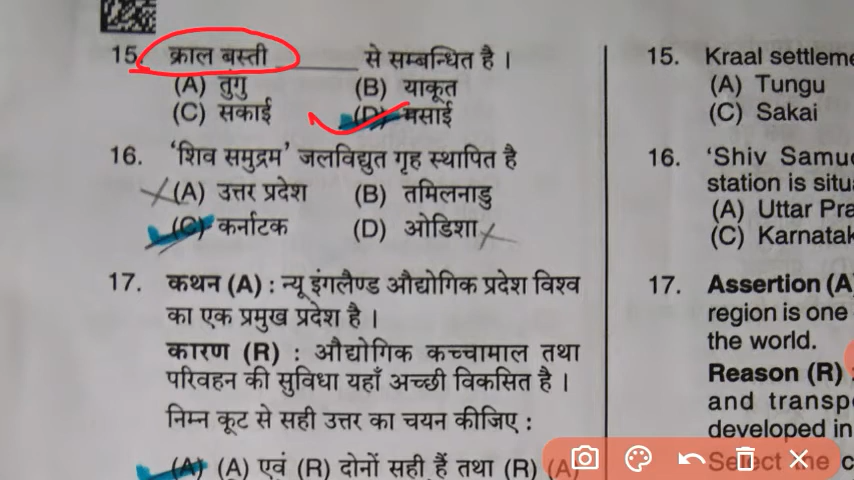 15. क्राल बस्ती ______ से सम्बन्धित है ।
(A) तुंगु (B) याकूत
(C) सकाई (D) मसाई
16. 'शिव समुद्रम' जलविद्युत गृह स्थापित है
(A) उत्तर प्रदेश (B) तमिलनाडु
(C) कर्नाटक (D) ओडिशा
17. कथन (A) : न्यू इंगलैण्ड औद्योगिक प्रदेश विश्व
का एक प्रमुख प्रदेश है ।
कारण (R) : औद्योगिक कच्चामाल तथा
परिवहन की सुविधा यहाँ अच्छी विकसित है ।
निम्न कूट से सही उत्तर का चयन कीजिए :
(A) (A) एवं (R) दोनों सही हैं तथा (R) (A)
15. Kraal settleme
(A) Tungu
(C) Sakai
16. 'Shiv Samu
station is situ
(A) Uttar Pra
(C) Karnatak
17. Assertion (A
region is one
the world.
Reason (R)
and transpo
developed in
Select the c